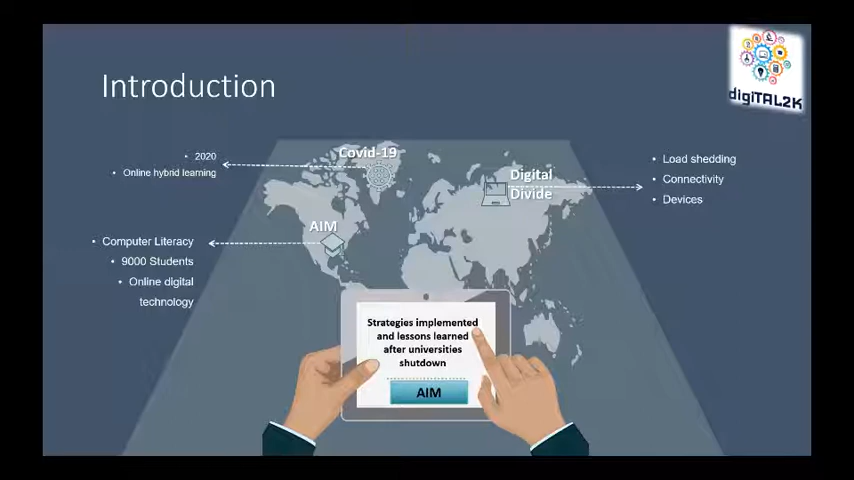 Introduction
digiTAL2K
Covid-19
• 2020
• Online hybrid learning
Digital
Divide
• Load shedding
• Connectivity
• Devices
AIM
• Computer Literacy
• 9000 Students
• Online digital
technology
Strategies implemented
and lessons learned
after universities
shutdown
AIM